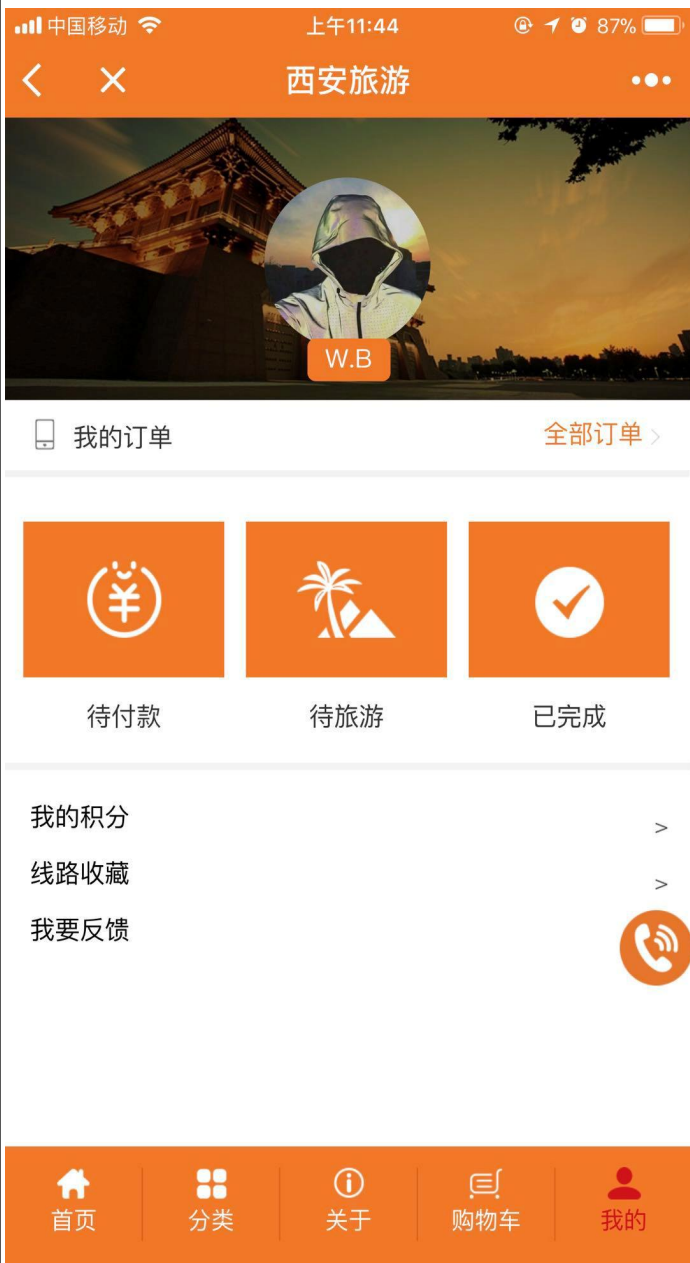 中国移动 上午11:44 87%
西安旅游
W.B
我的订单 全部订单 >
待付款 待旅游 已完成
我的积分 >
线路收藏 >
我要反馈
首页 分类 关于 购物车 我的